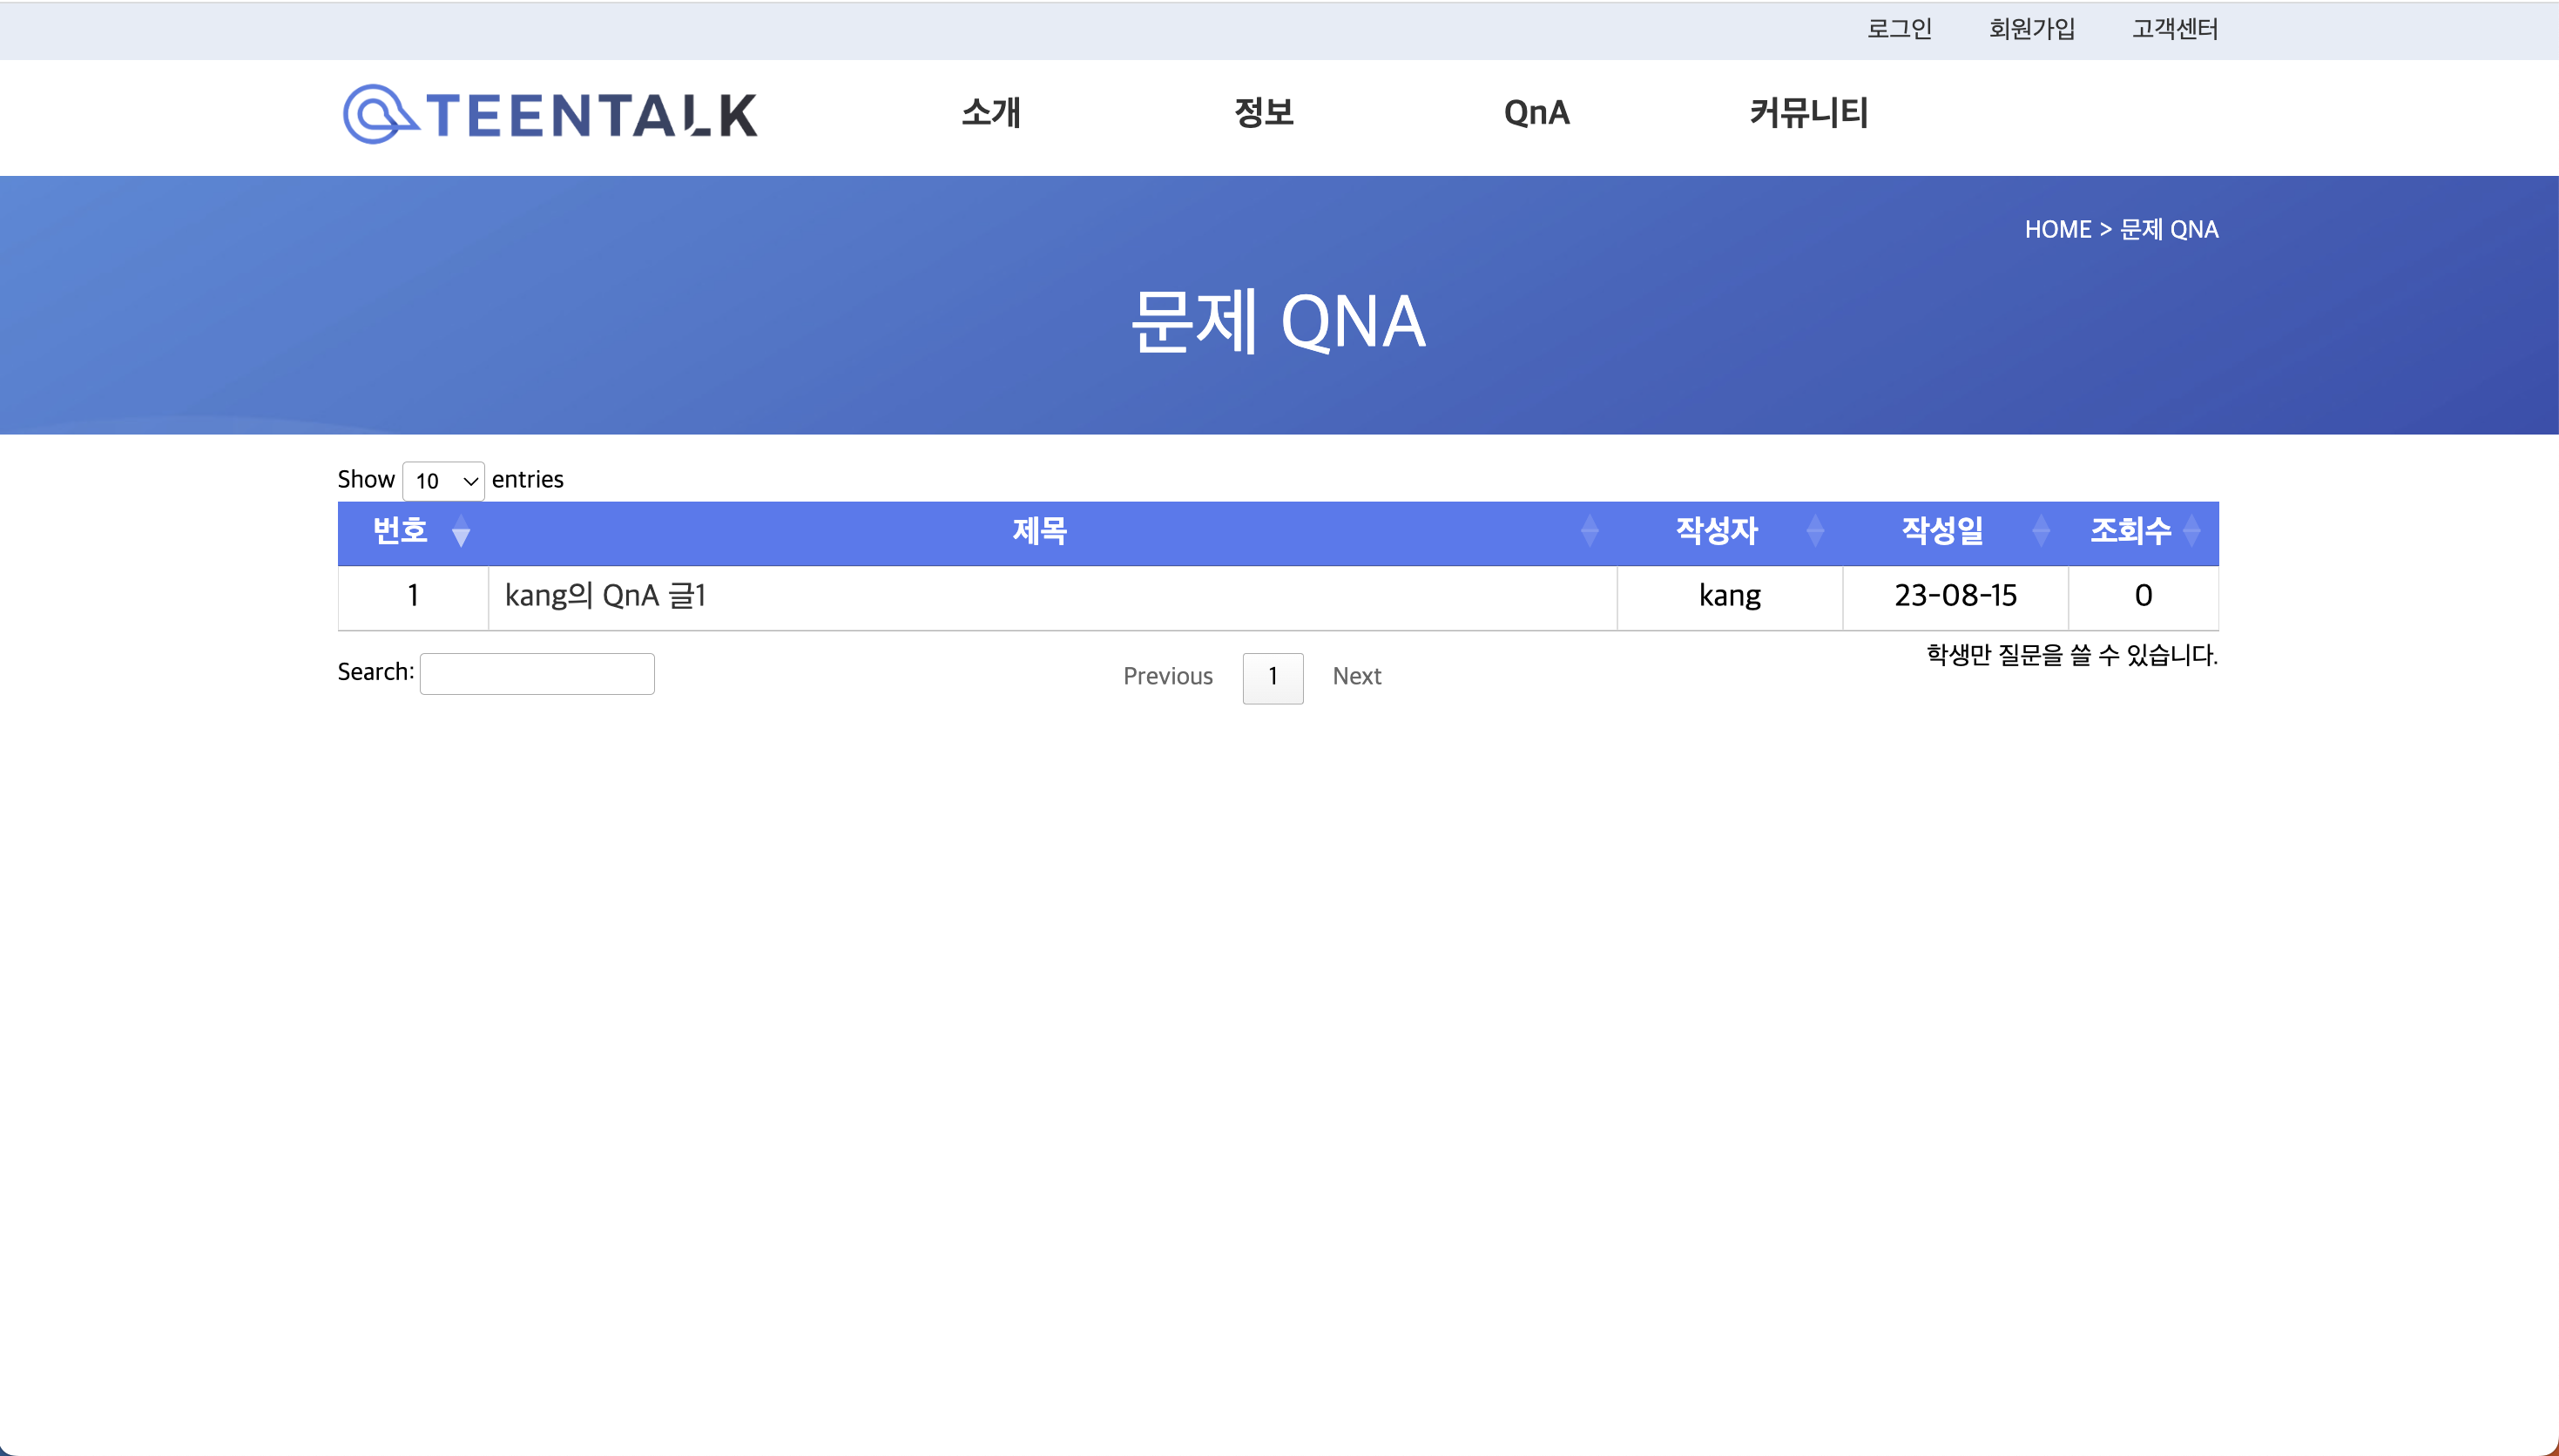 로그인 회원가입 고객센터
TEENTALK 소개 정보 QnA 커뮤니티
HOME > 문제 QNA
문제 QNA
Show 10 entries
번호 제목 작성자 작성일 조회수
1 kang의 QnA 글1 kang 23-08-15 0
학생만 질문을 쓸 수 있습니다.
Search: Previous 1 Next